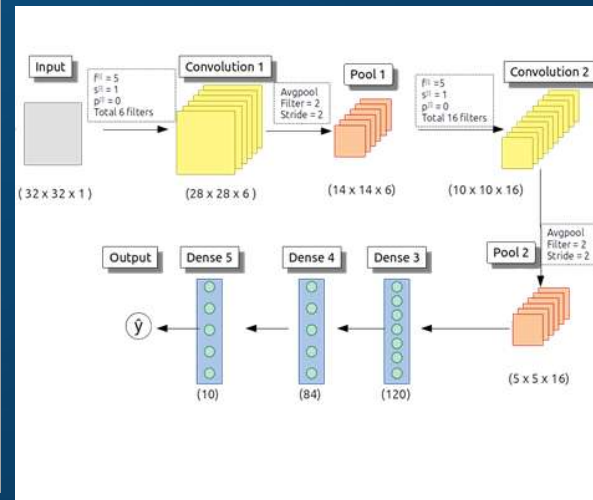 Input
f[l] = 5
s[l] = 1
p[l] = 0
Total 6 filters
Convolution 1
Avgpool
Filter = 2
Stride = 2
Pool 1
f[l] =5
s[l] = 1
p[l] = 0
Total 16 filters
Convolution 2
( 32 x 32 x 1 )
(28 x 28 x 6 )
(14 x 14 x 6)
(10 x 10 x 16)
Avgpool
Filter = 2
Stride = 2
Pool 2
(5 x 5 x 16)
Dense 3
(120)
Dense 4
(84)
Dense 5
(10)
Output
ŷ